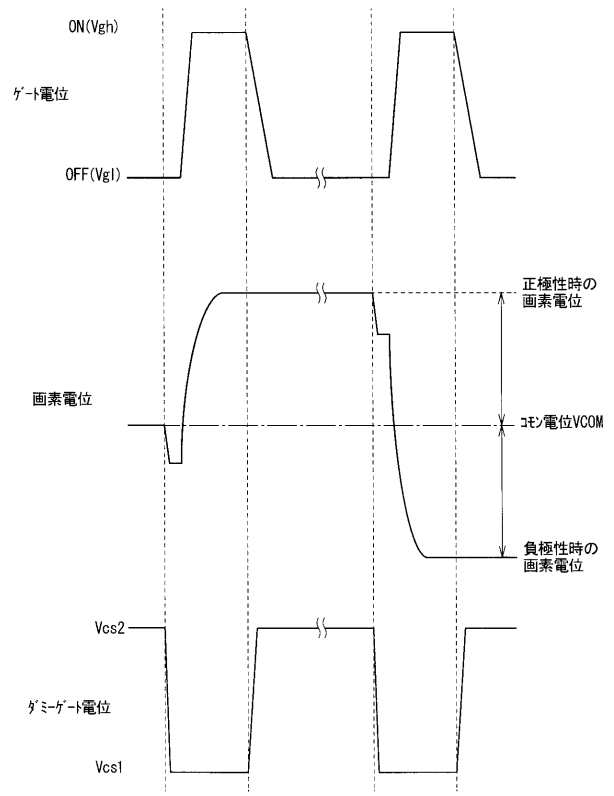 ON(Vgh)
ゲート電位
OFF(Vgl)
正極性時の
画素電位
画素電位
コモン電位VCOM
負極性時の
画素電位
Vcs2
ダミーゲート電位
Vcs1